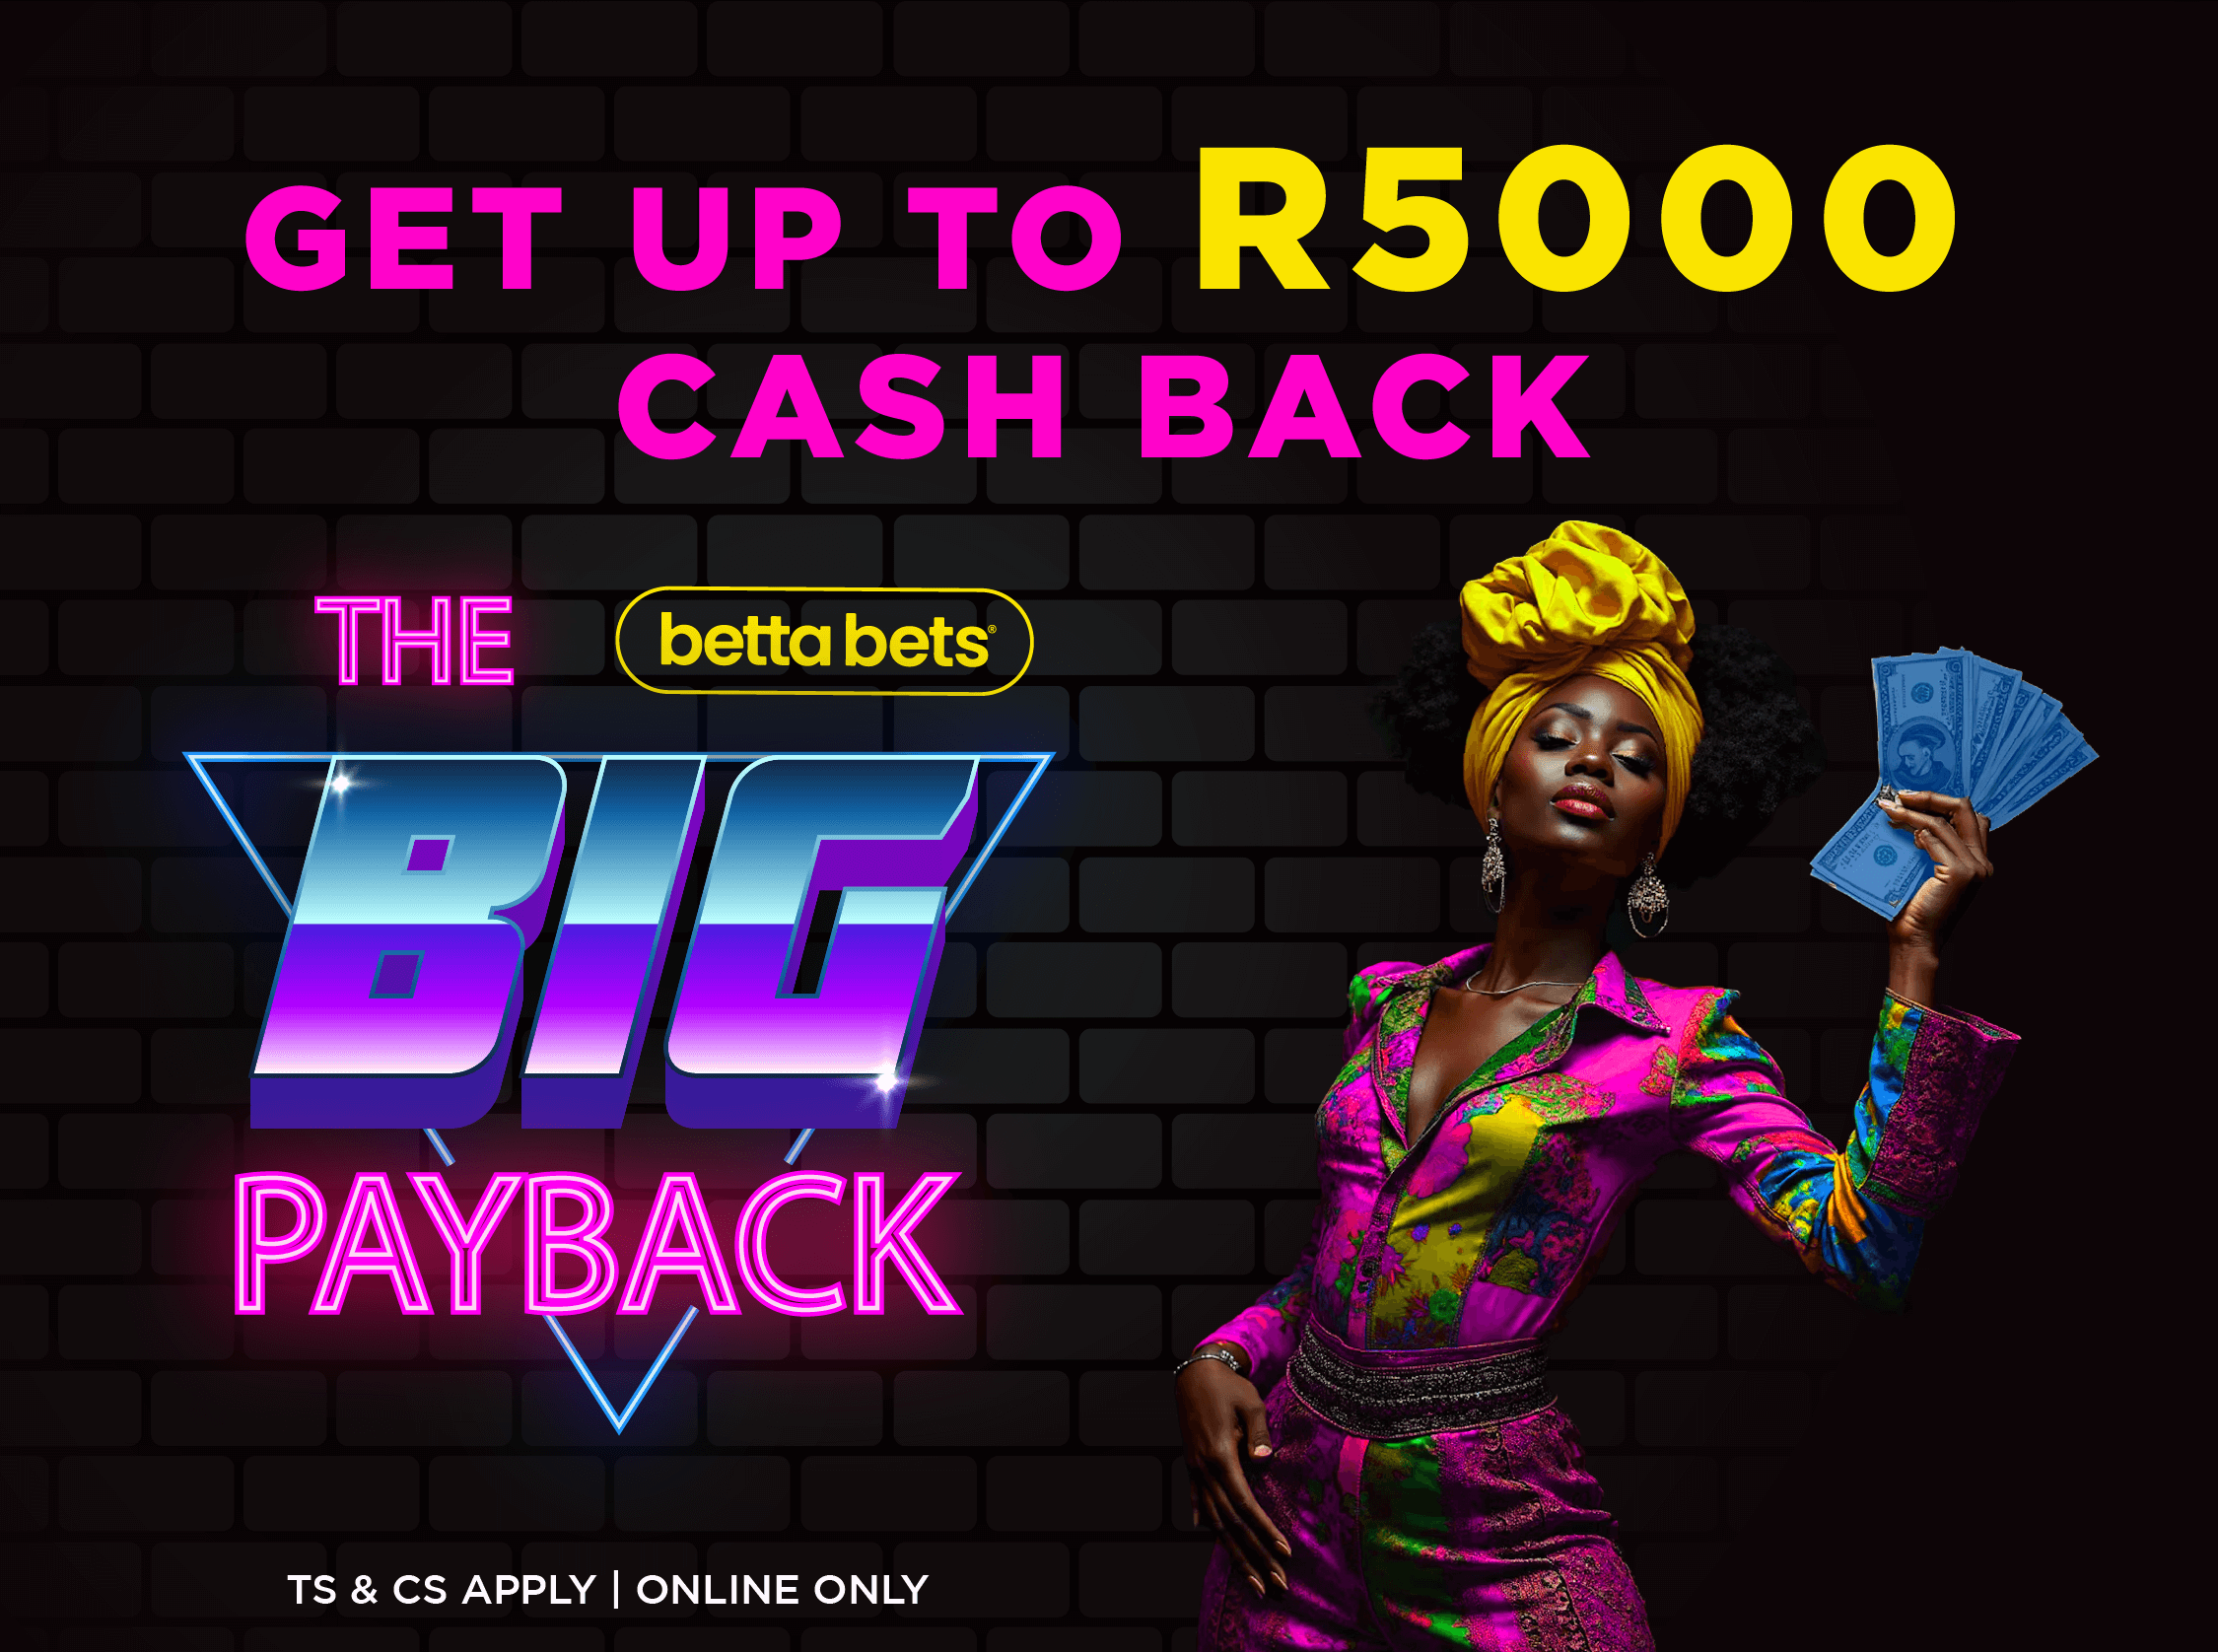 GET UP TO R5000
CASH BACK
THE betta bets®
BIG
PAYBACK
TS & CS APPLY | ONLINE ONLY